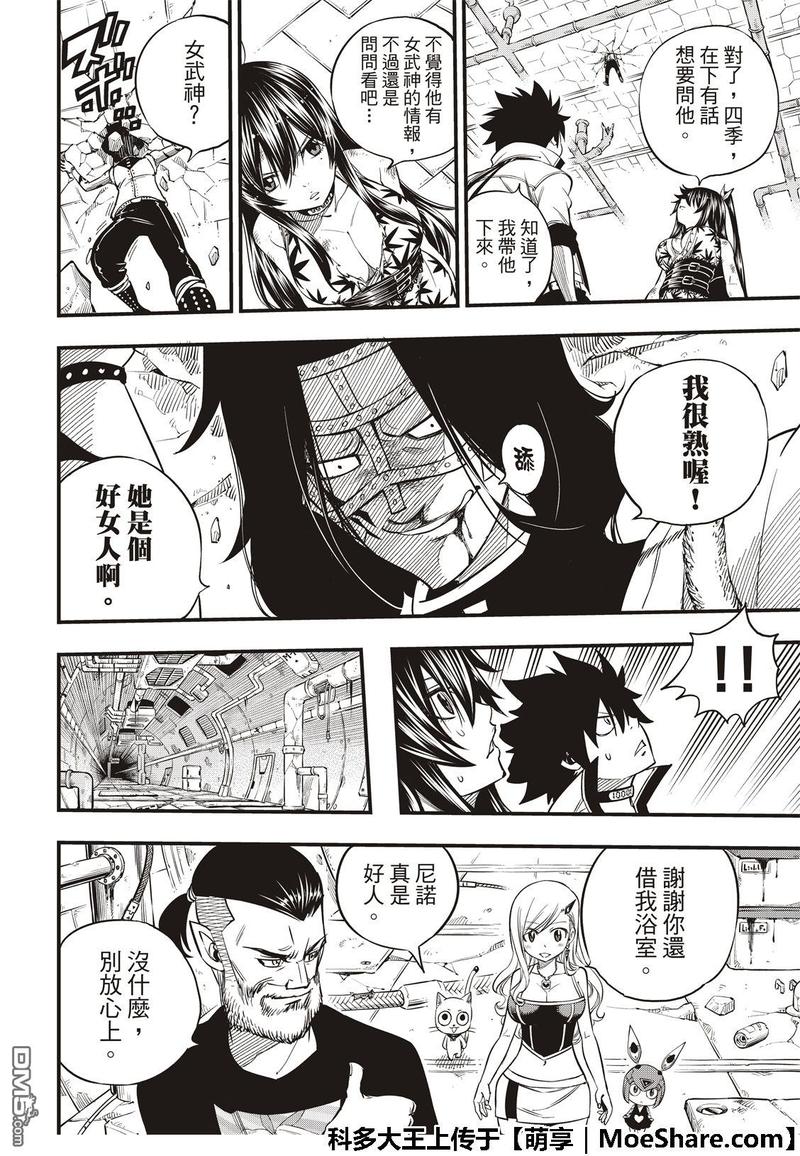 對了，四季，
在下有話
想要問他。
知道了，
我帶他
下來。
不覺得他有
女武神的情報，
不過還是
問問看吧…
女武神？
我很熟喔！
舔
她是個
好女人啊。
!!
謝謝你還
借我浴室。
尼諾
真是
好人。
沒什麼，
別放心上。
DM5.com
科多大王上传于【萌享】MoeShare.com